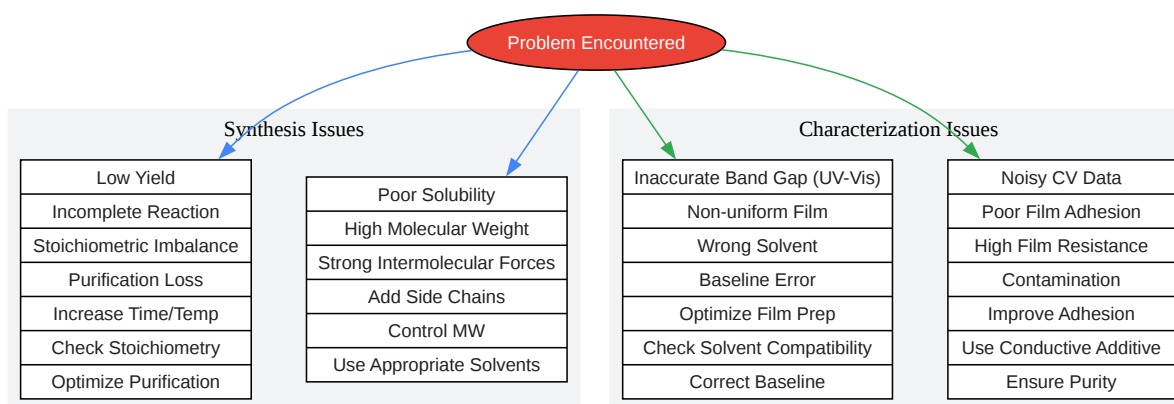 Problem Encountered
Synthesis Issues
Low Yield
Incomplete Reaction
Stoichiometric Imbalance
Purification Loss
Increase Time/Temp
Check Stoichiometry
Optimize Purification
Poor Solubility
High Molecular Weight
Strong Intermolecular Forces
Add Side Chains
Control MW
Use Appropriate Solvents
Characterization Issues
Inaccurate Band Gap (UV-Vis)
Non-uniform Film
Wrong Solvent
Baseline Error
Optimize Film Prep
Check Solvent Compatibility
Correct Baseline
Noisy CV Data
Poor Film Adhesion
High Film Resistance
Contamination
Improve Adhesion
Use Conductive Additive
Ensure Purity